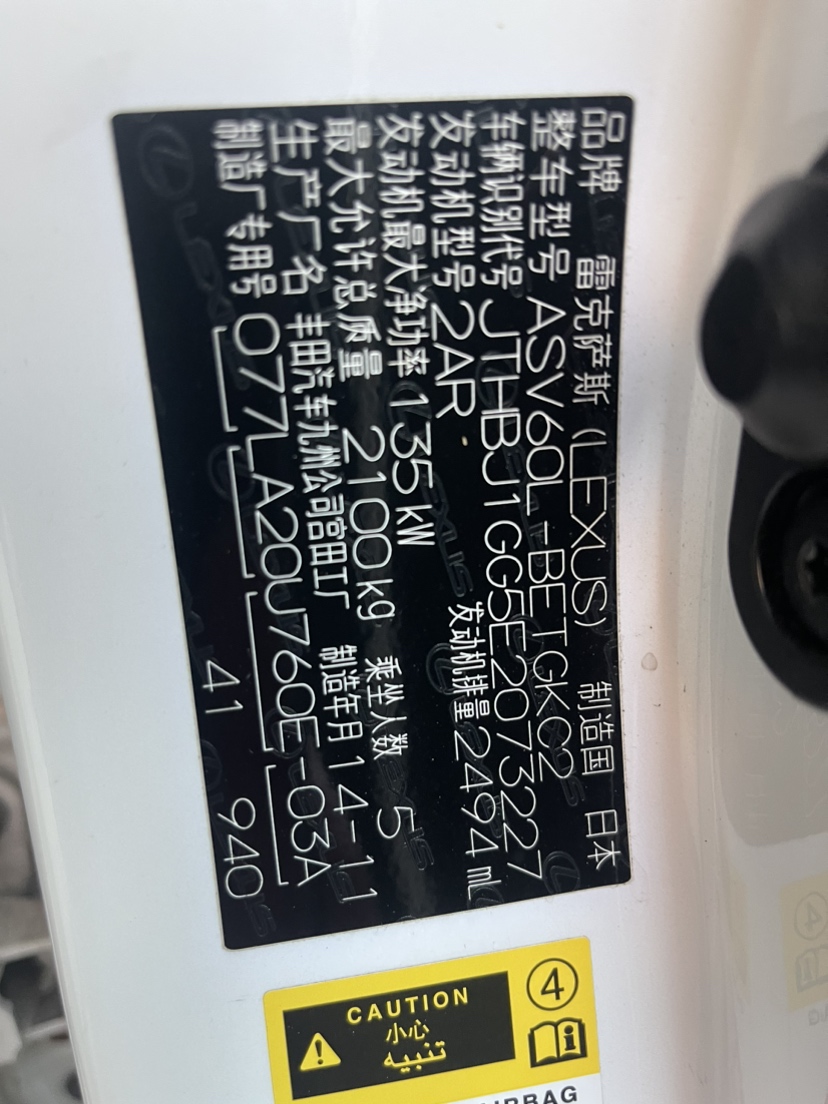 品牌 雷克萨斯 (LEXUS) 制造国 日本
整车型号 ASV60L-BETGK02
车辆识别代号 JTHBJ1GG5E2073227
发动机型号 2AR 发动机排量 2494 ml
发动机最大净功率 135 kW
最大允许总质量 2100 kg 乘坐人数 5
生产厂名 丰田汽车九州公司宫田工厂 制造年月 14-11
制造厂专用号 077LA20U760E-03A
41 940
CAUTION
小心
تنبيه
4
AIRBAG